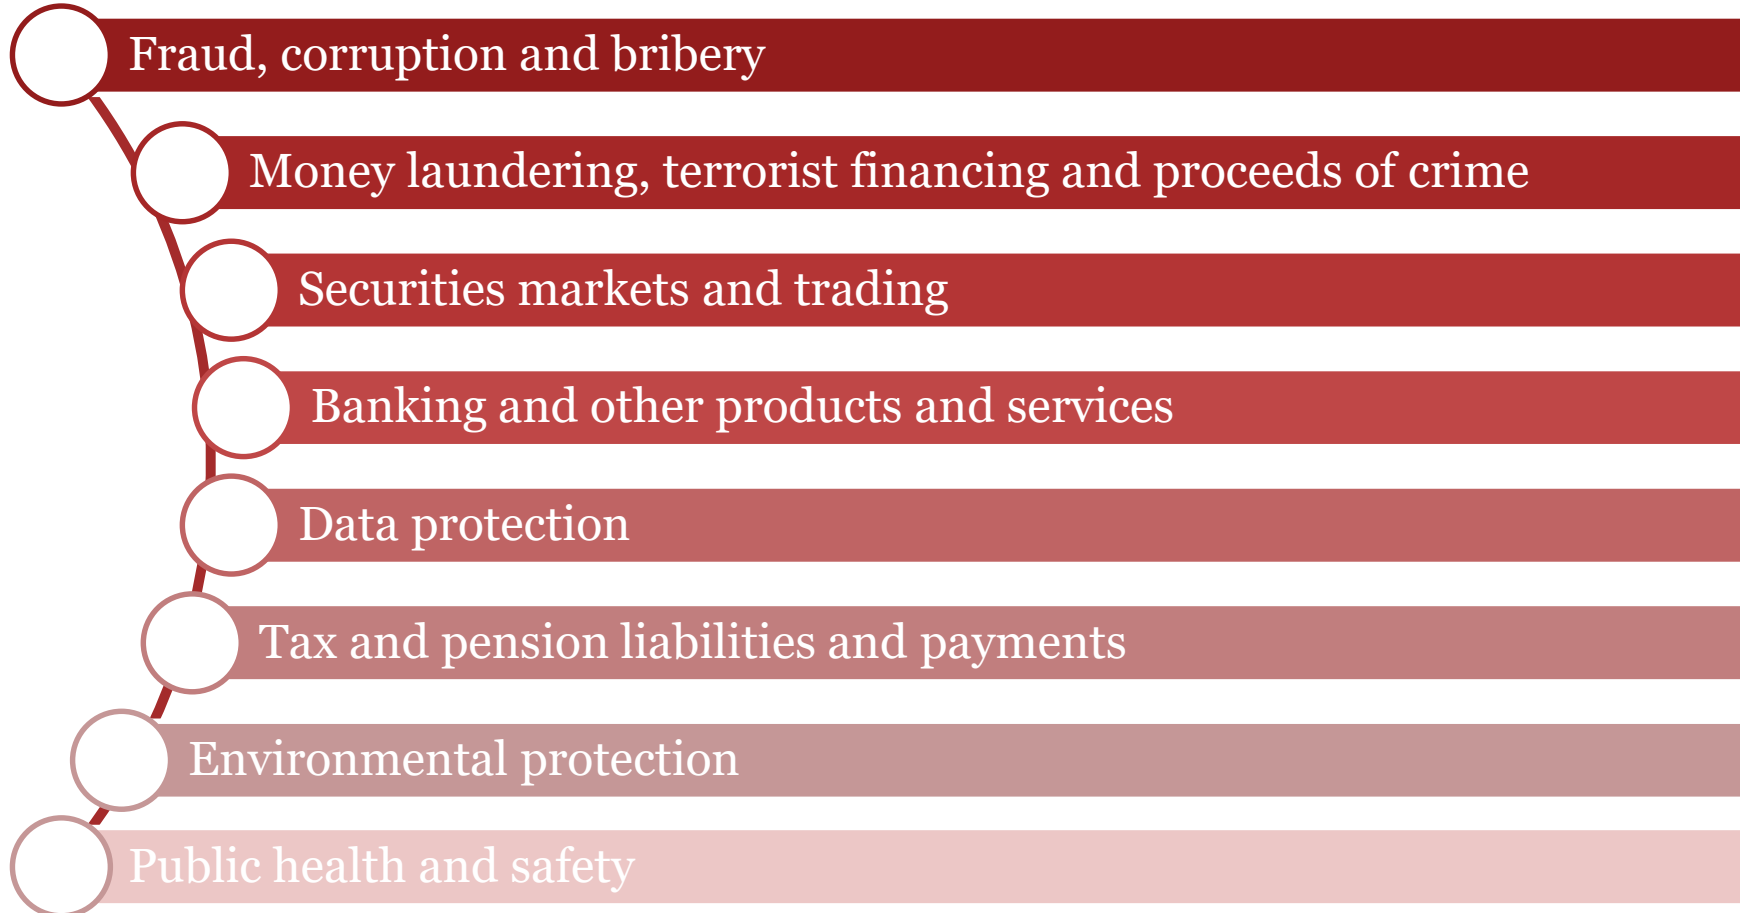 Fraud, corruption and bribery
Money laundering, terrorist financing and proceeds of crime
Securities markets and trading
Banking and other products and services
Data protection
Tax and pension liabilities and payments
Environmental protection
Public health and safety